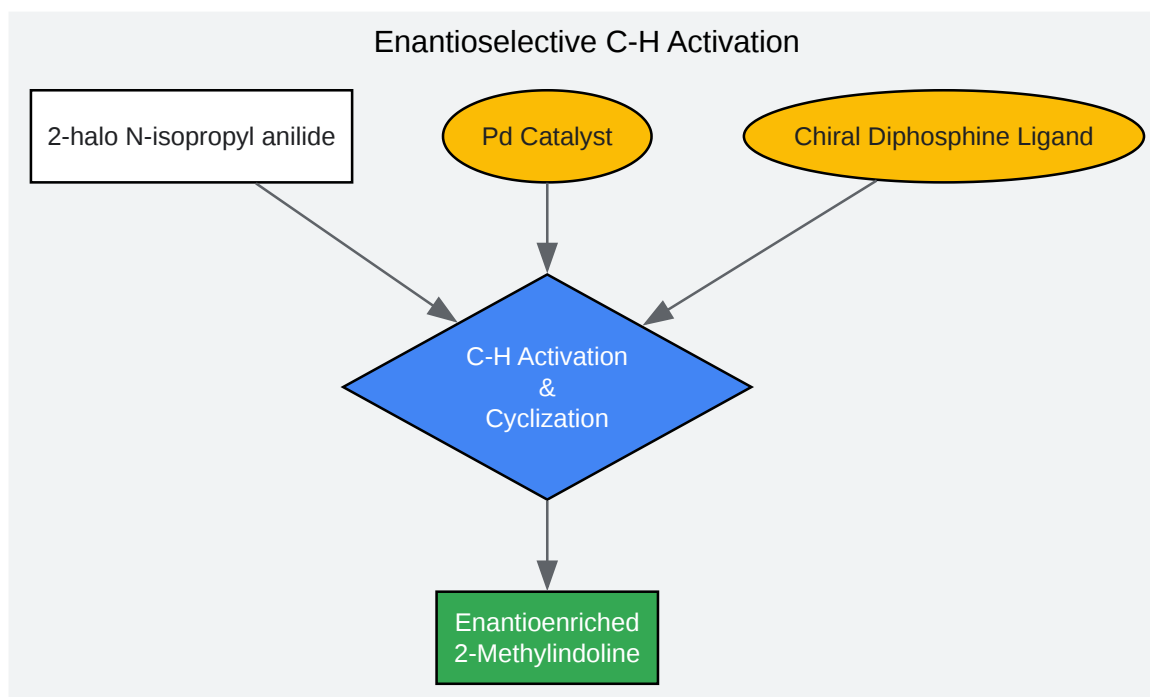 Enantioselective C-H Activation
2-halo N-isopropyl anilide
Pd Catalyst
Chiral Diphosphine Ligand
C-H Activation
&
Cyclization
Enantioenriched
2-Methylindoline